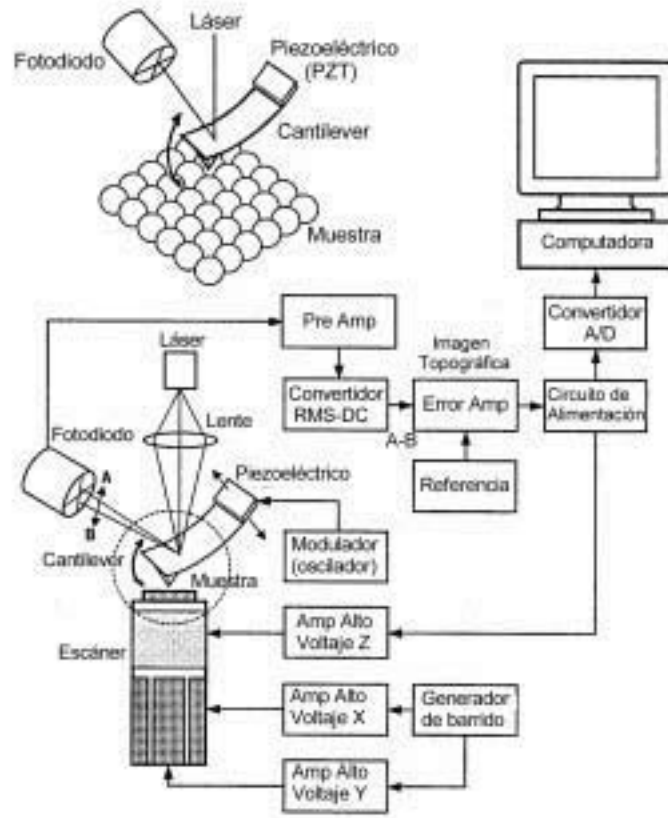 Láser
Fotodiodo
Piezoeléctrico
(PZT)
Cantilever
Muestra
Computadora
Convertidor
A/D
Pre Amp
Imagen
Topográfica
Láser
Convertidor
RMS-DC
Error Amp
Circuito de
Alimentación
A-B
Lente
Fotodiodo
A
B
Piezoeléctrico
Referencia
Cantilever
Modulador
(oscilador)
Muestra
Escáner
Amp Alto
Voltaje Z
Amp Alto
Voltaje X
Generador
de barrido
Amp Alto
Voltaje Y